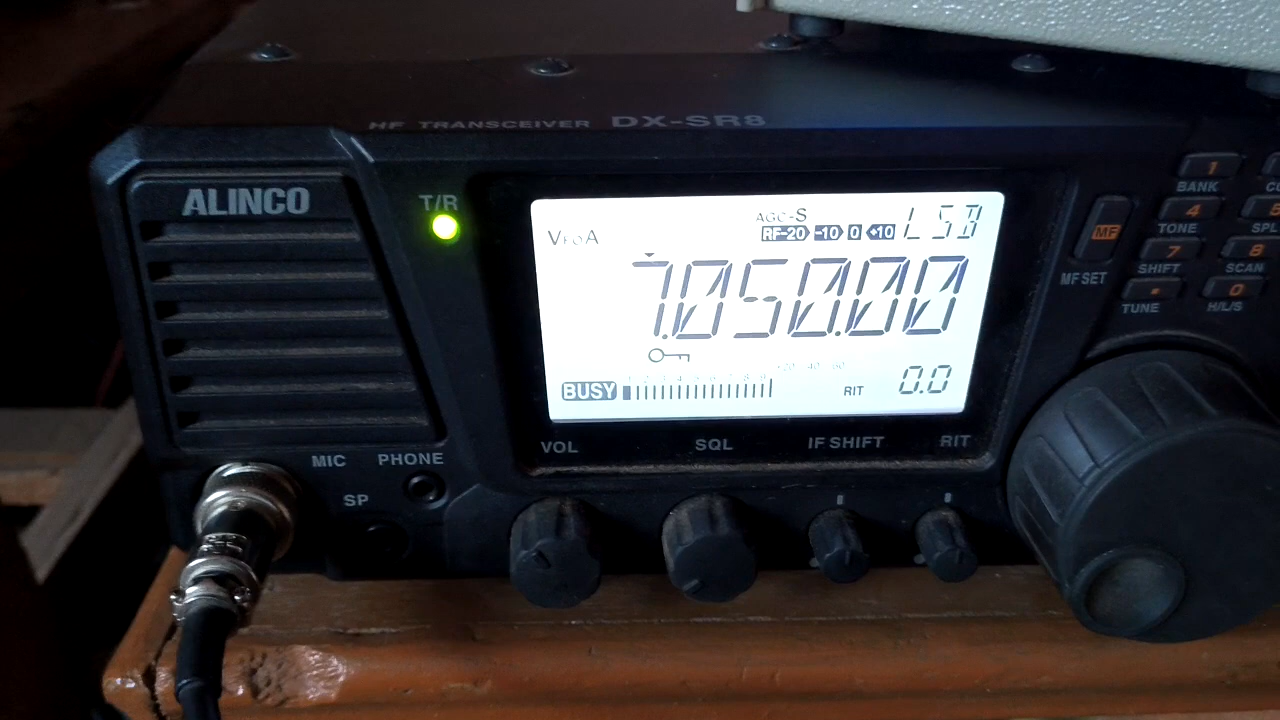 HF TRANSCEIVER DX-SR8
ALINCO
T/R
VFOA
AGC-S
RF-20 -10 0 +10
LSB
7.050.00
BUSY
RIT 0.0
VOL SQL IF SHIFT RIT
MIC PHONE
SP
MF
MF SET
1
BANK
4
TONE
7 8
SHIFT SCAN
0
TUNE H/L/S